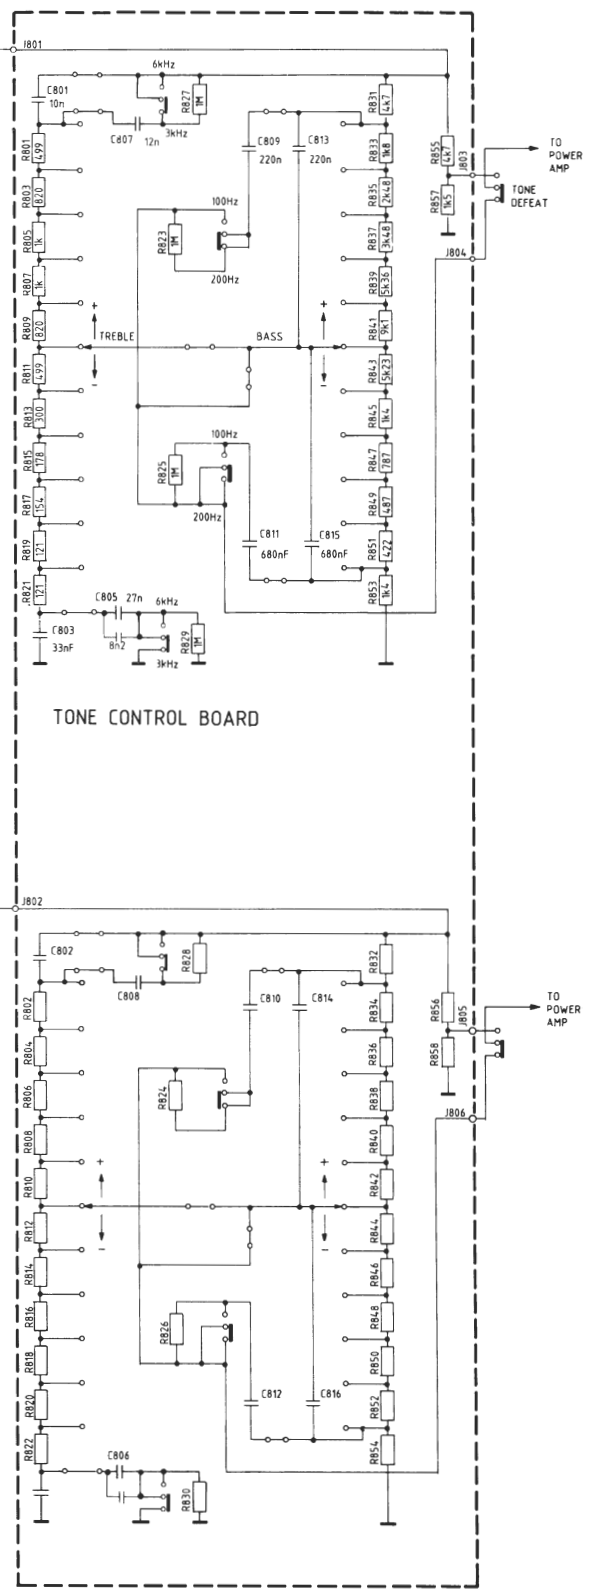 J801
6kHz
C801
10n
R827
1M
R831
4k7
C807
12n
3kHz
C809
220n
C813
220n
R801
499
R833
1k8
R855
4k7
J803
TO
POWER
AMP
R803
820
R835
2k48
R857
1k5
TONE
DEFEAT
100Hz
R805
1k
R823
1M
R837
3k48
J804
200Hz
R807
1k
R839
5k36
+
+
R809
820
R841
9k1
TREBLE
BASS
R811
499
R843
5k23
-
-
R813
300
R845
1k4
100Hz
R815
178
R825
1M
R847
787
R817
154
R849
487
200Hz
C811
680nF
C815
680nF
R819
121
R851
422
R821
121
R853
1k4
C805
27n
6kHz
C803
33nF
8n2
R829
1M
3kHz
TONE CONTROL BOARD
J802
C802
R828
R832
C808
C810
C814
R802
R834
R856
J805
TO
POWER
AMP
R804
R836
R858
R806
R824
R838
J806
R808
R840
+
+
R810
R842
R812
R844
-
-
R814
R846
R816
R826
R848
R818
R850
C812
C816
R820
R852
R822
R854
C806
R830